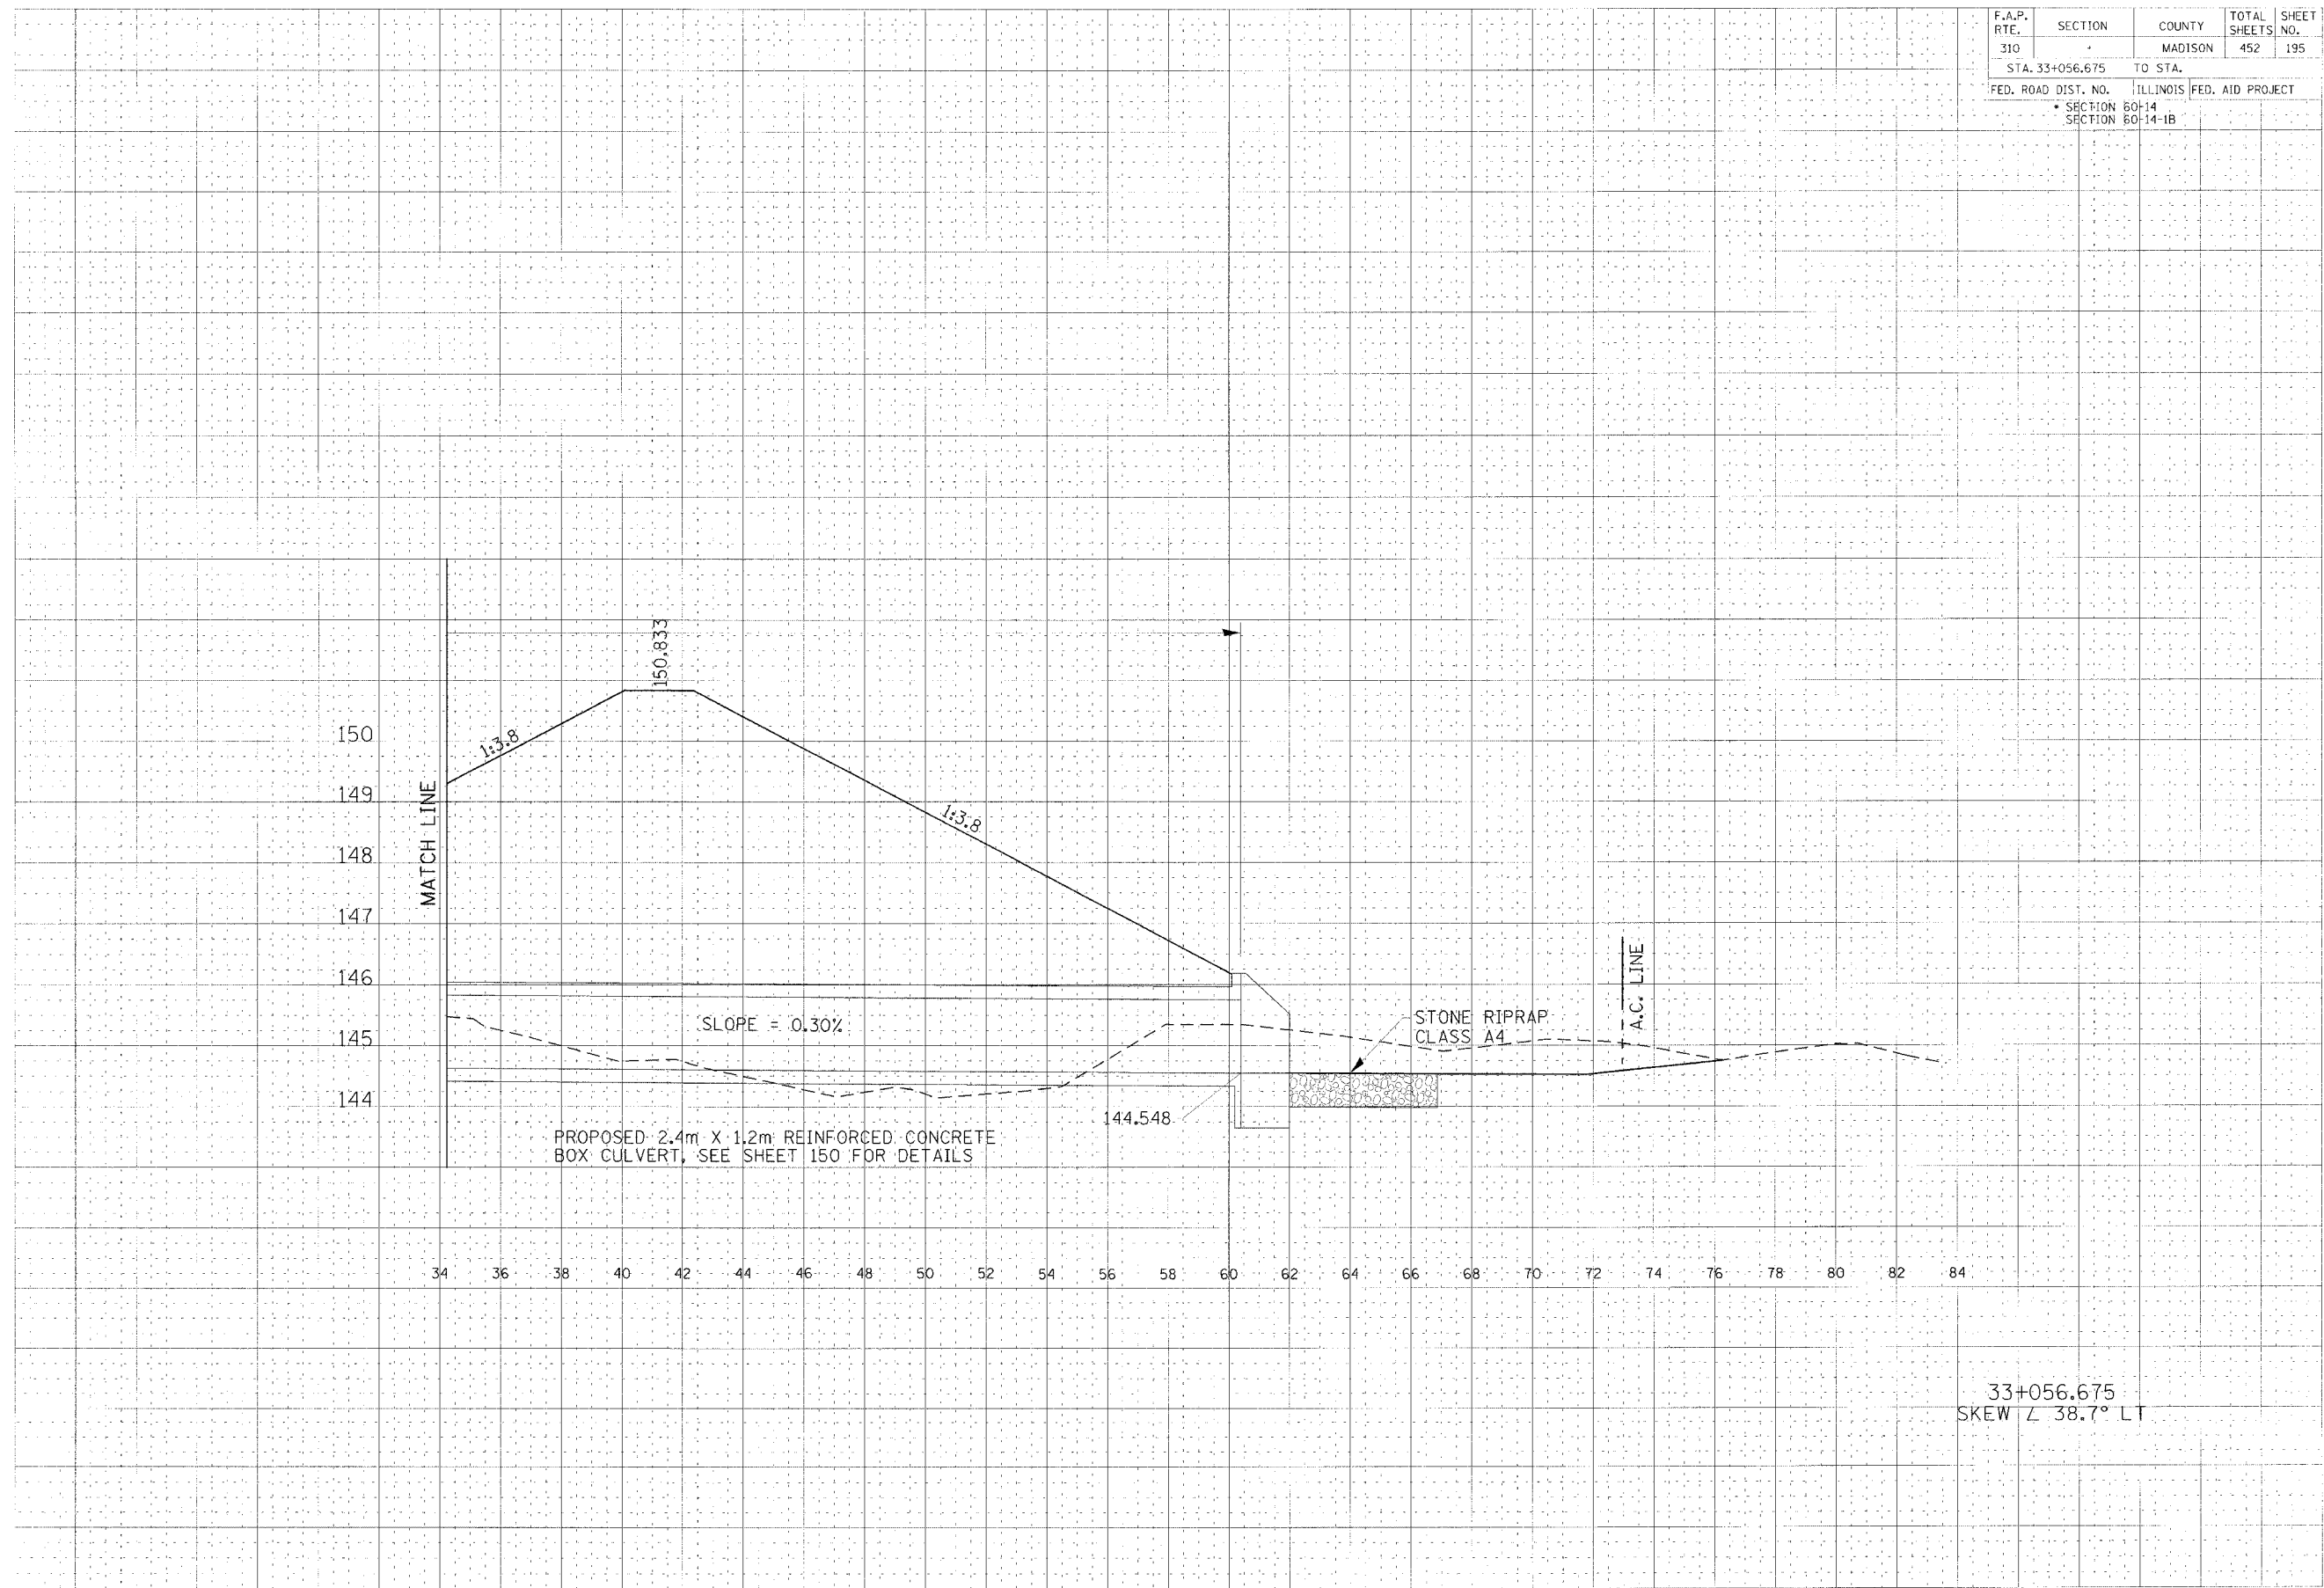 F.A.P. RTE. SECTION COUNTY TOTAL SHEETS SHEET NO.
310 * MADISON 452 195
STA. 33+056.675 TO STA.
FED. ROAD DIST. NO. ILLINOIS FED. AID PROJECT
* SECTION 60-14
SECTION 60-14-1B
150.833
150
1:3.8
149
MATCH LINE
1:3.8
148
147
146
A.C. LINE
SLOPE = 0.30%
STONE RIPRAP
CLASS A4
145
144
144.548
PROPOSED 2.4m X 1.2m REINFORCED CONCRETE
BOX CULVERT, SEE SHEET 150 FOR DETAILS
34 36 38 40 42 44 46 48 50 52 54 56 58 60 62 64 66 68 70 72 74 76 78 80 82 84
33+056.675
SKEW ∠ 38.7° LT